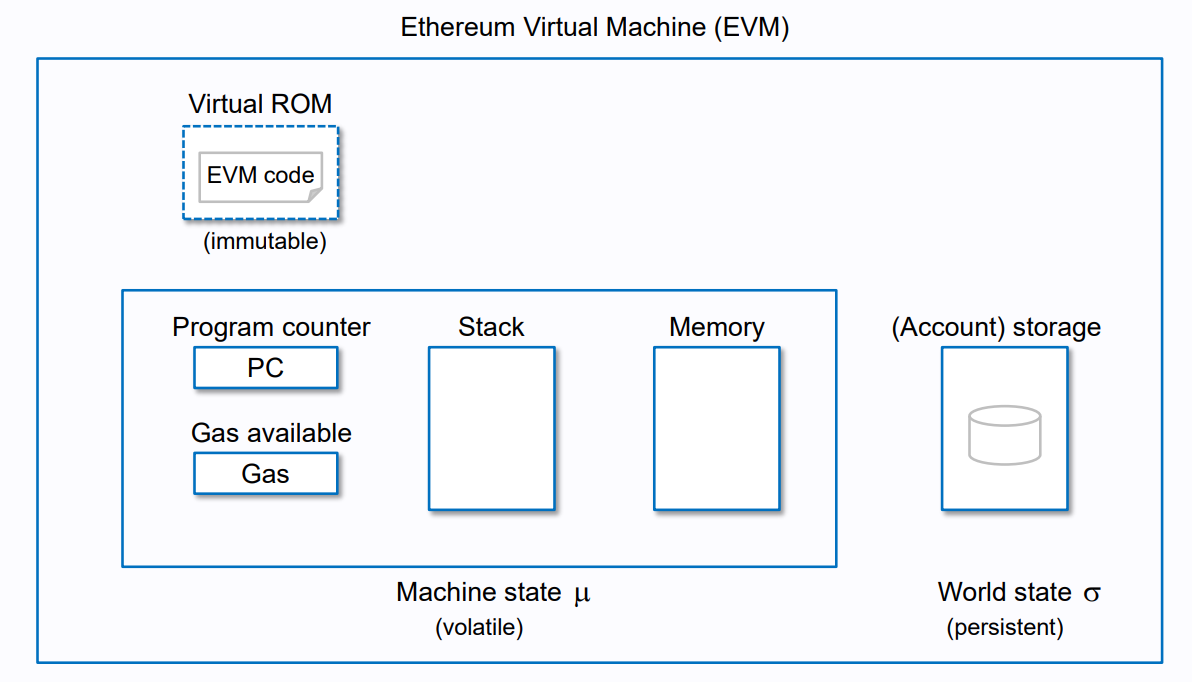 Ethereum Virtual Machine (EVM)
Virtual ROM
EVM code
(immutable)
Program counter
PC
Gas available
Gas
Stack
Memory
(Account) storage
Machine state μ
(volatile)
World state σ
(persistent)